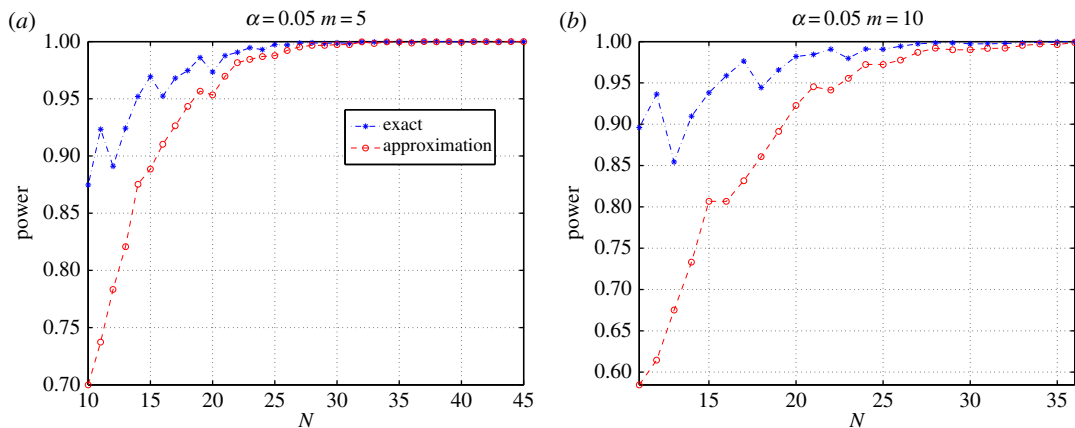 (a)
α = 0.05 m = 5
1.00
0.95
0.90
0.85
0.80
0.75
0.70
power
10 15 20 25 30 35 40 45
N
exact
approximation
(b)
α = 0.05 m = 10
1.00
0.95
0.90
0.85
0.80
0.75
0.70
0.65
0.60
power
15 20 25 30 35
N